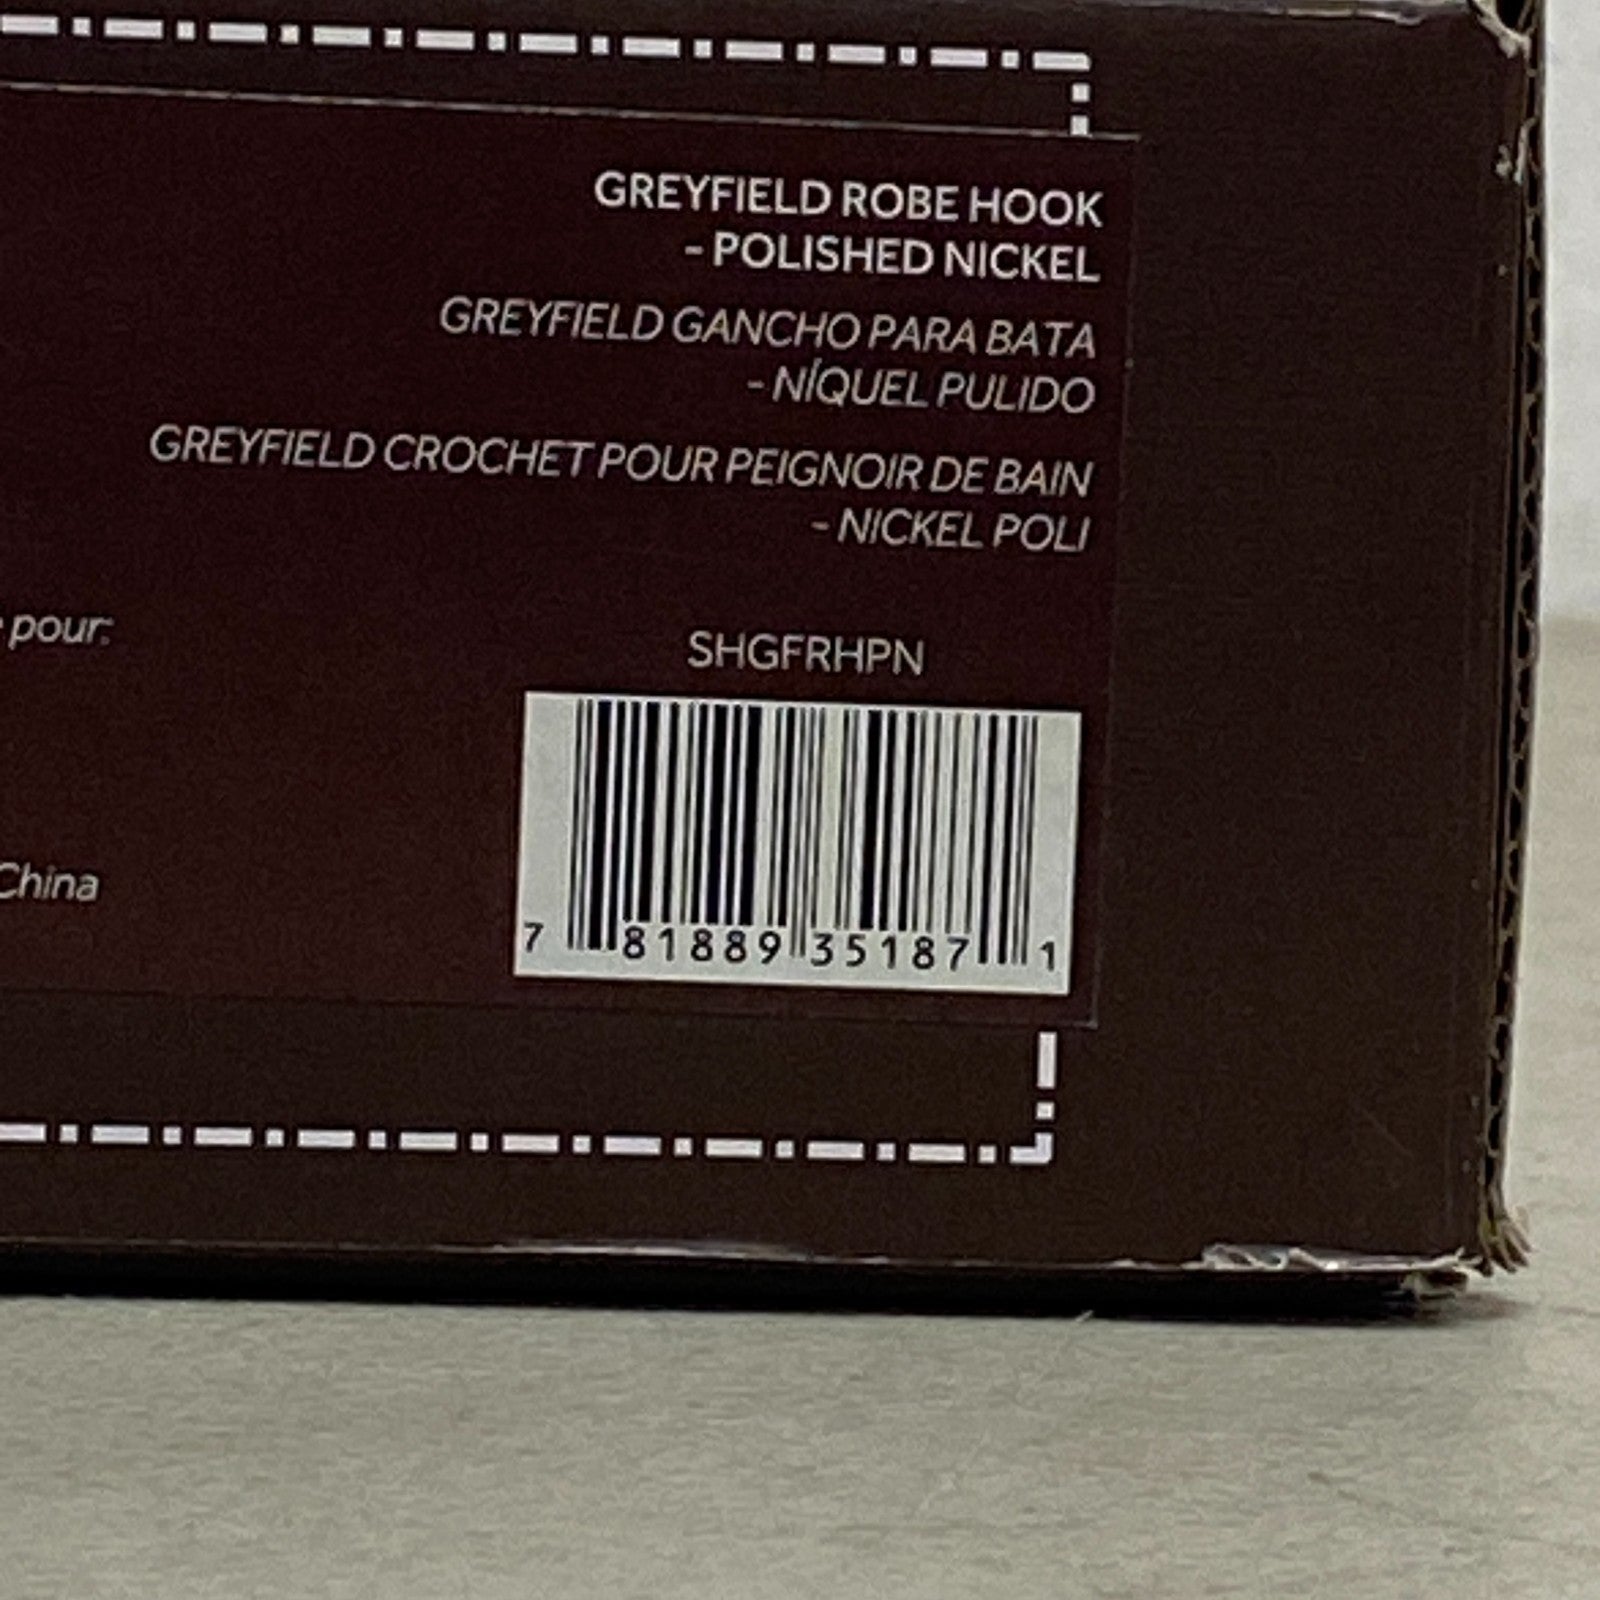 GREYFIELD ROBE HOOK
- POLISHED NICKEL
GREYFIELD GANCHO PARA BATA
- NÍQUEL PULIDO
GREYFIELD CROCHET POUR PEIGNOIR DE BAIN
- NICKEL POLI
pour:
SHGFRHPN
China
7 81889 35187 1